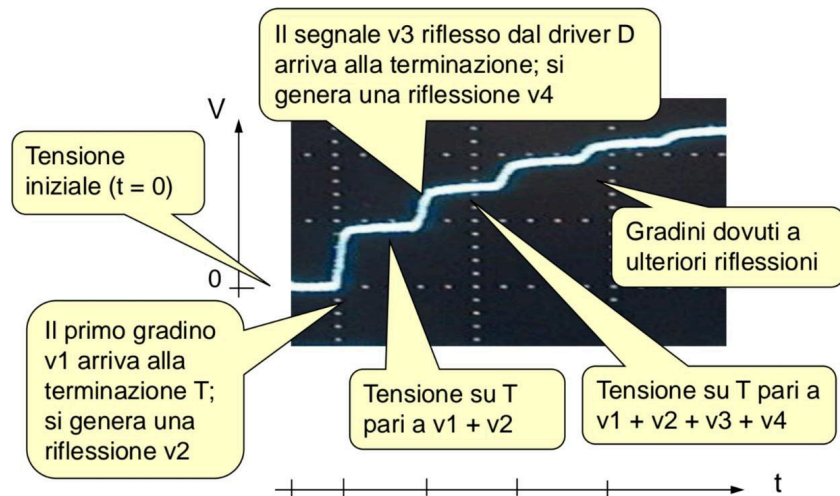 Il segnale v3 riflesso dal driver D
arriva alla terminazione; si
genera una riflessione v4
V
Tensione
iniziale (t = 0)
0
Gradini dovuti a
ulteriori riflessioni
Il primo gradino
v1 arriva alla
terminazione T;
si genera una
riflessione v2
Tensione su T
pari a v1 + v2
Tensione su T pari a
v1 + v2 + v3 + v4
t